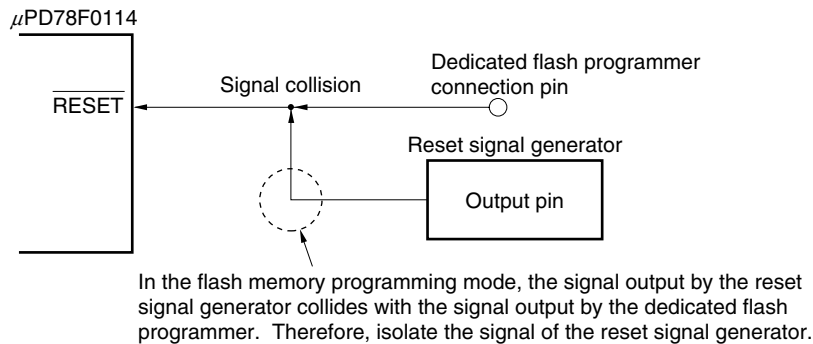 μPD78F0114
Dedicated flash programmer
connection pin
Signal collision
RESET
Reset signal generator
Output pin
In the flash memory programming mode, the signal output by the reset
signal generator collides with the signal output by the dedicated flash
programmer.  Therefore, isolate the signal of the reset signal generator.